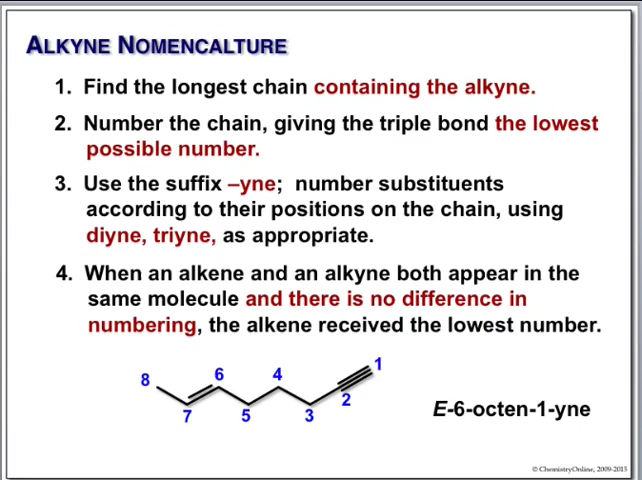 ALKYNE NOMENCALTURE
1. Find the longest chain containing the alkyne.
2. Number the chain, giving the triple bond the lowest
possible number.
3. Use the suffix –yne; number substituents
according to their positions on the chain, using
diyne, triyne, as appropriate.
4. When an alkene and an alkyne both appear in the
same molecule and there is no difference in
numbering, the alkene received the lowest number.
8 7 6 5 4 3 2 1
E-6-octen-1-yne
© ChemistryOnline, 2009-2015